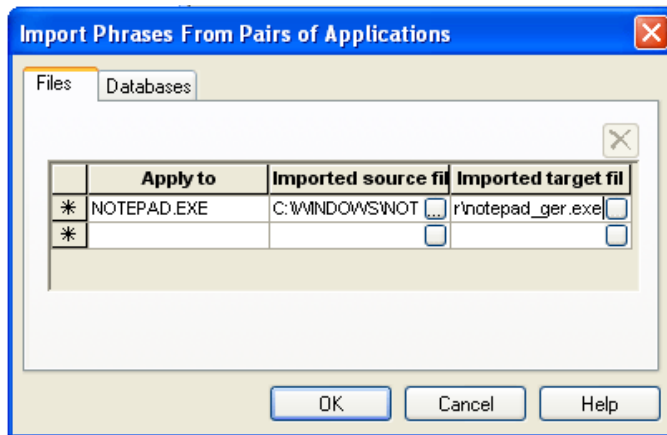 Import Phrases From Pairs of Applications
Files Databases
Apply to Imported source fil Imported target fil
NOTEPAD.EXE C:\WINDOWS\NOT ... r\notepad_ger.exe
OK Cancel Help